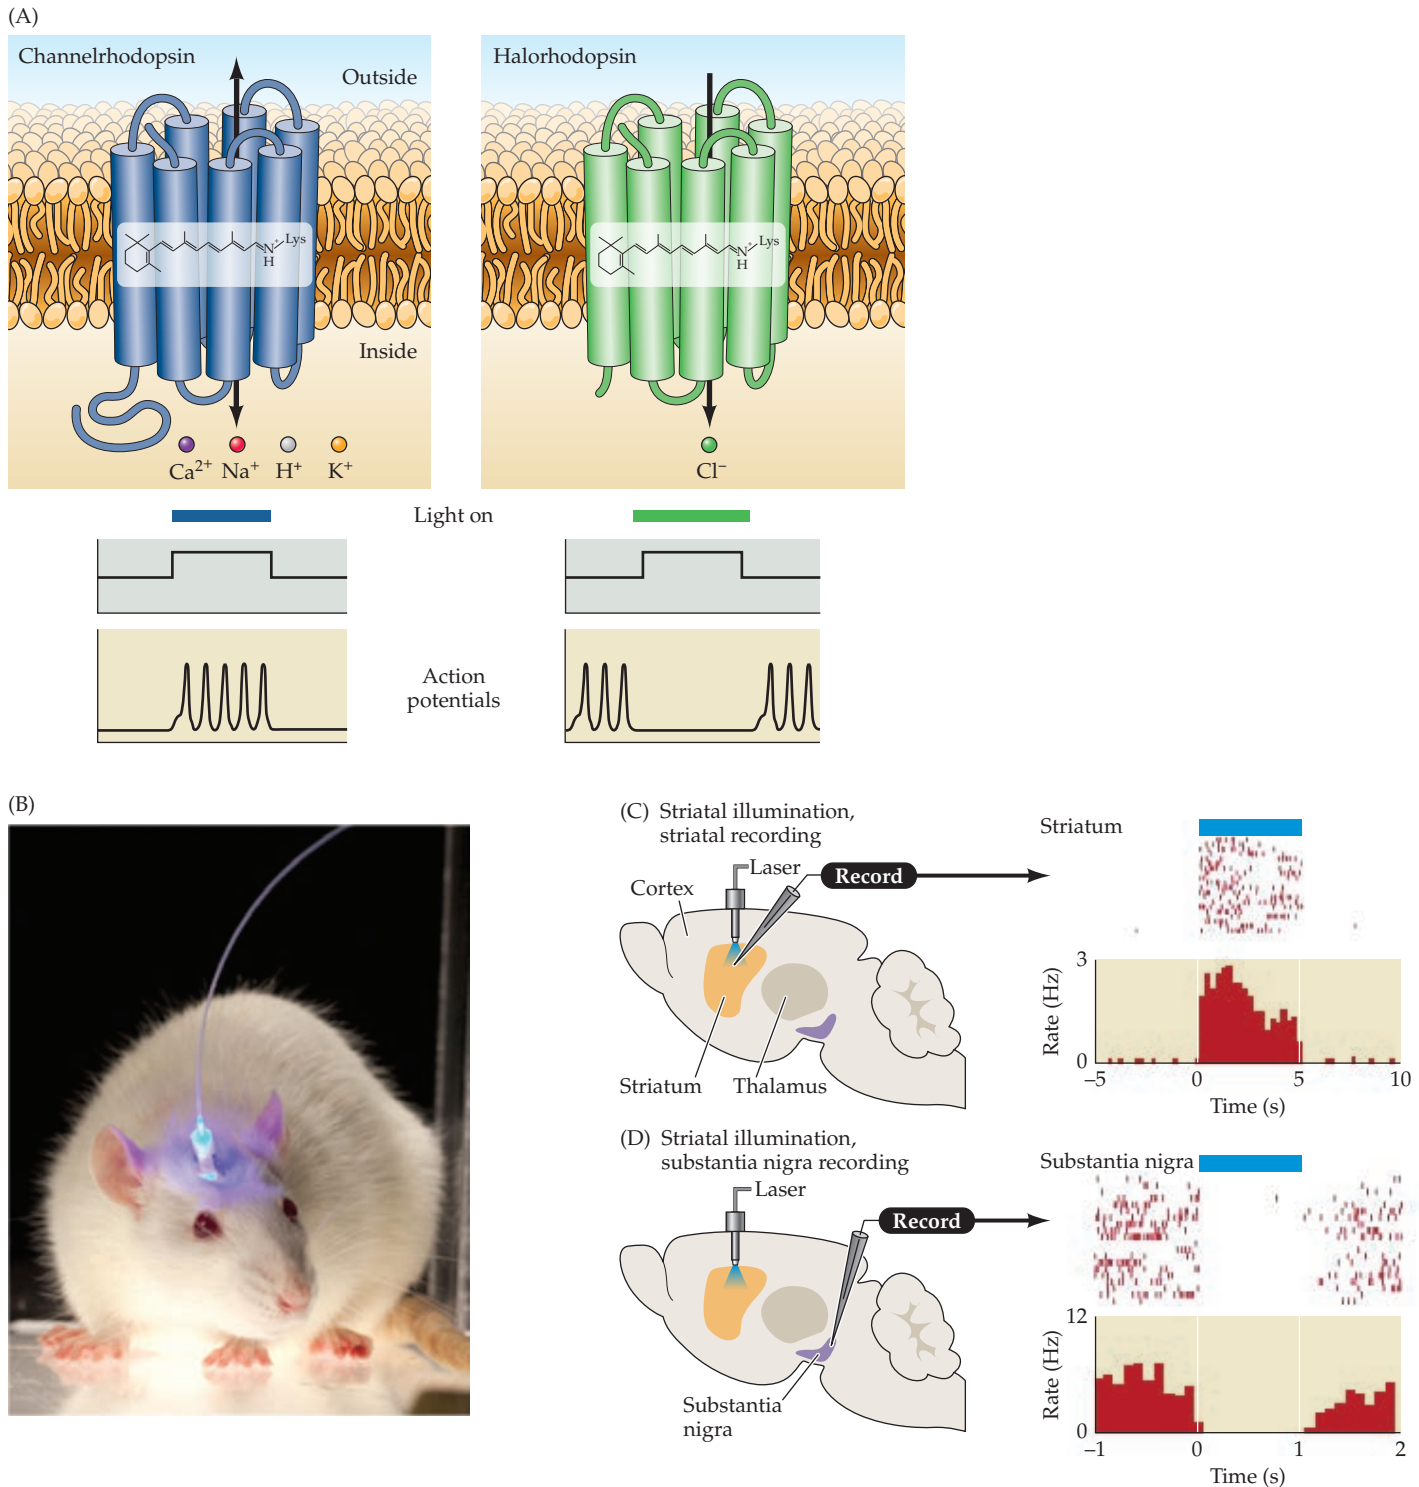 (A)
Channelrhodopsin
Outside
Lys
N+
H
Inside
Ca2+ Na+ H+ K+
Halorhodopsin
Lys
N+
H
Cl−
Light on
Action
potentials
(B)
(C) Striatal illumination,
striatal recording
Laser
Record
Cortex
Striatum
Thalamus
Striatum
3
Rate (Hz)
0
−5 0 5 10
Time (s)
(D) Striatal illumination,
substantia nigra recording
Laser
Record
Substantia
nigra
Substantia nigra
12
Rate (Hz)
0
−1 0 1 2
Time (s)